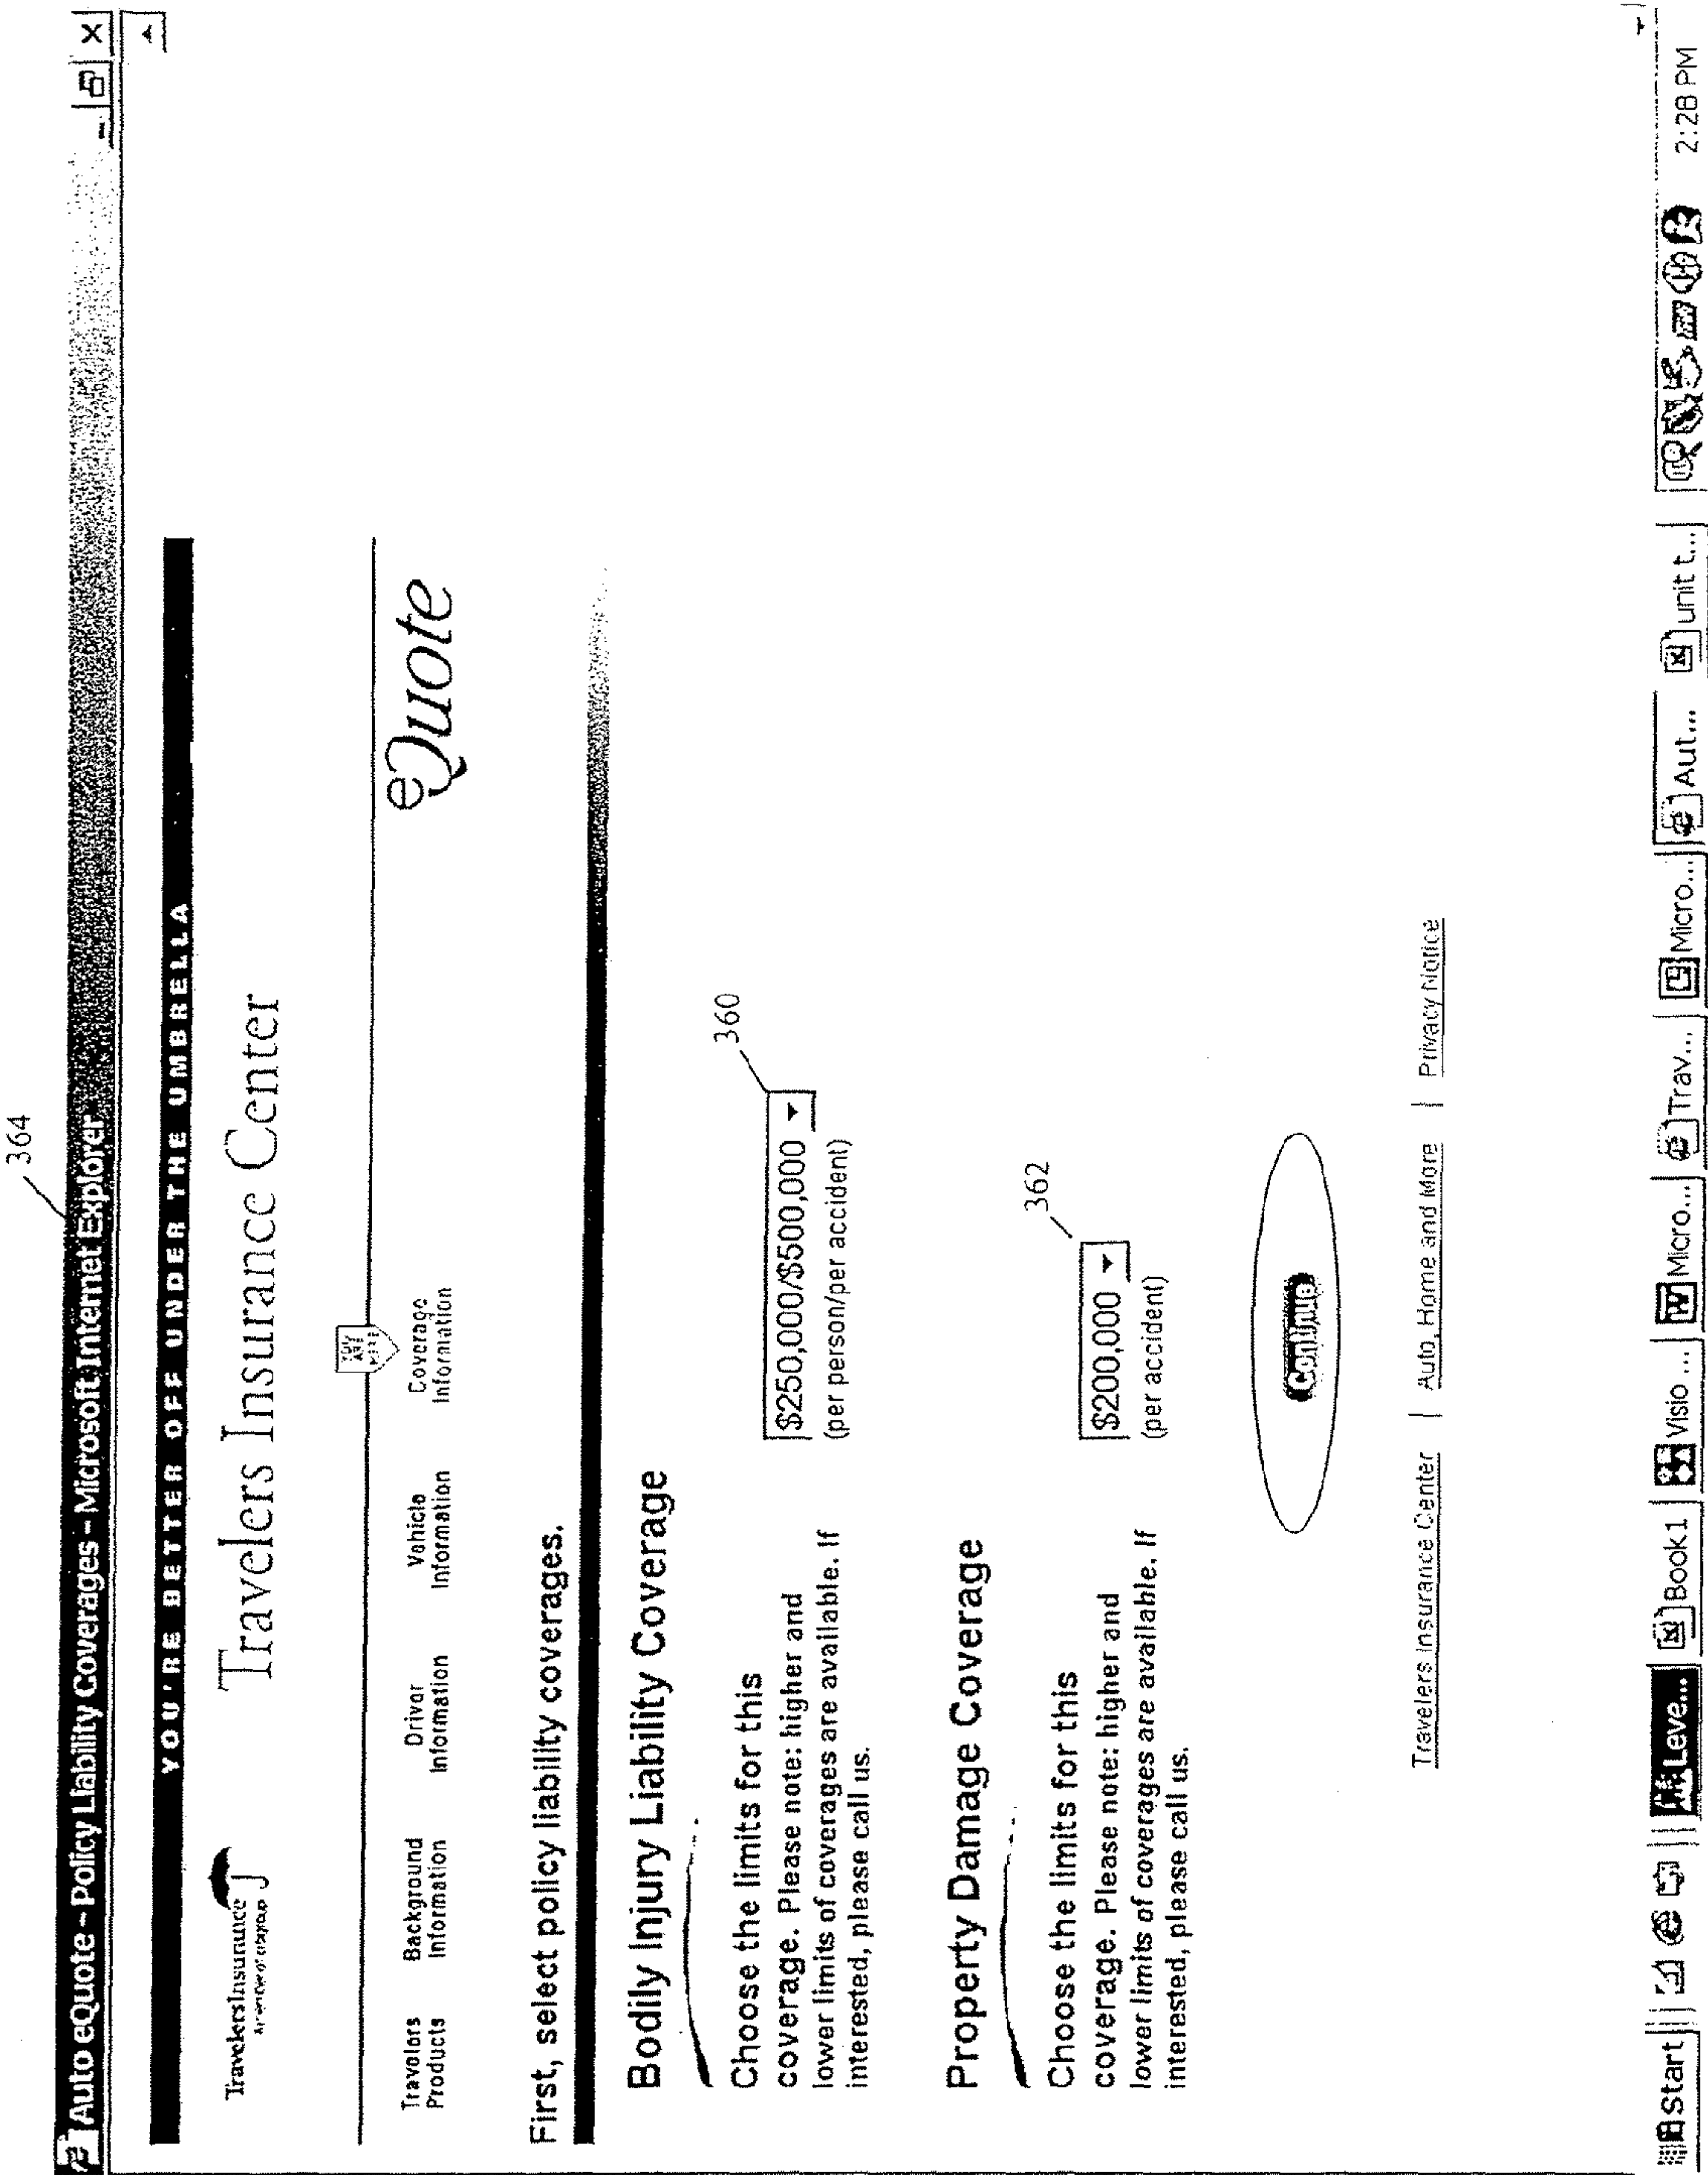 364
Auto eQuote - Policy Liability Coverages - Microsoft Internet Explorer
YOU'RE BETTER OFF UNDER THE UMBRELLA
TravelersInsurance
Travelers Insurance Center
YOU ARE HERE
Travelers Products
Background Information
Driver Information
Vehicle Information
Coverage Information
eQuote
First, select policy liability coverages.
Bodily Injury Liability Coverage
Choose the limits for this
coverage. Please note: higher and
lower limits of coverages are available. If
interested, please call us.
$250,000/$500,000
(per person/per accident)
360
Property Damage Coverage
Choose the limits for this
coverage. Please note: higher and
lower limits of coverages are available. If
interested, please call us.
$200,000
(per accident)
362
Continue
Travelers Insurance Center | Auto, Home and More | Privacy Notice
start Leve... Book1 Visio ... Micro... Trav... Micro... Aut... unit t... 2:28 PM